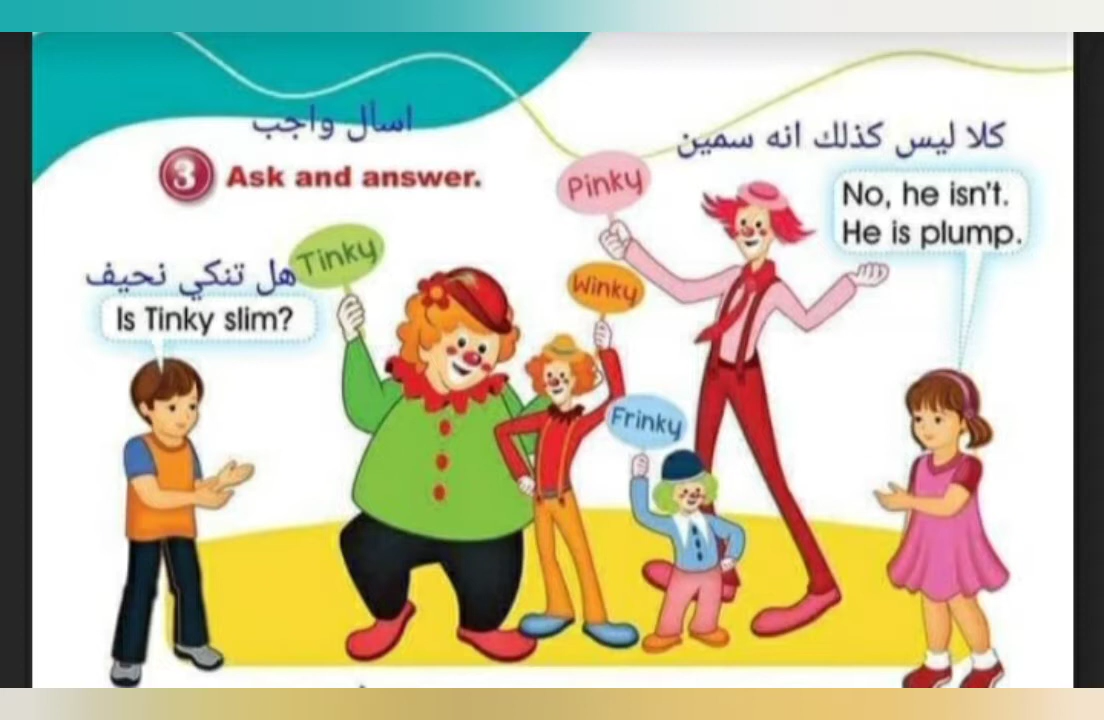 اسأل واجب
3 Ask and answer.
كلا ليس كذلك انه سمين
No, he isn't.
He is plump.
Pinky
Tinky
هل تنكي نحيف
Is Tinky slim?
Winky
Frinky